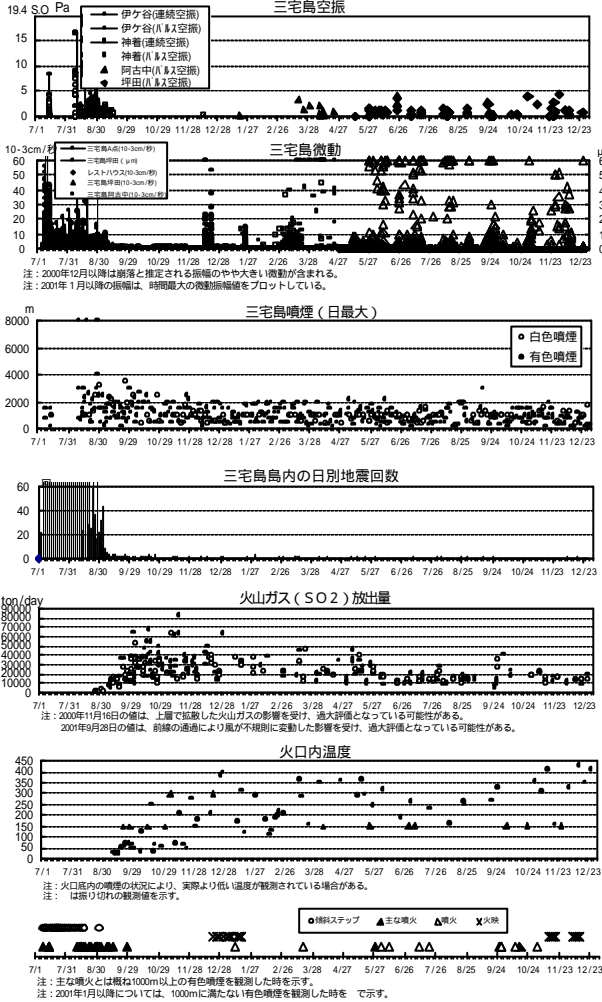 三宅島空振
19.4 S.O Pa
伊ケ谷(連続空振)
伊ケ谷(パルス空振)
神着(連続空振)
神着(パルス空振)
阿古中(パルス空振)
坪田(パルス空振)
15
10
5
0
7/1 7/31 8/30 9/29 10/29 11/28 12/28 1/27 2/26 3/28 4/27 5/27 6/26 7/26 8/25 9/24 10/24 11/23 12/23
三宅島微動
10-3cm/秒
三宅島A点(10-3cm/秒)
三宅島坪田(μm)
レストハウス(10-3cm/秒)
三宅島坪田(10-3cm/秒)
三宅島阿古中(10-3cm/秒)
60
50
40
30
20
10
0
7/1 7/31 8/30 9/29 10/29 11/28 12/28 1/27 2/26 3/28 4/27 5/27 6/26 7/26 8/25 9/24 10/24 11/23 12/23
注:2000年12月以降は崩落と推定される振幅のやや大きい微動が含まれる。
注:2001年1月以降の振幅は、時間最大の微動振幅値をプロットしている。
三宅島噴煙(日最大)
m
白色噴煙
有色噴煙
8000
6000
4000
2000
0
7/1 7/31 8/30 9/29 10/29 11/28 12/28 1/27 2/26 3/28 4/27 5/27 6/26 7/26 8/25 9/24 10/24 11/23 12/23
三宅島島内の日別地震回数
60
40
20
0
7/1 7/31 8/30 9/29 10/29 11/28 12/28 1/27 2/26 3/28 4/27 5/27 6/26 7/26 8/25 9/24 10/24 11/23 12/23
火山ガス(SO2)放出量
ton/day
90000
80000
70000
60000
50000
40000
30000
20000
10000
0
7/1 7/31 8/30 9/29 10/29 11/28 12/28 1/27 2/26 3/28 4/27 5/27 6/26 7/26 8/25 9/24 10/24 11/23 12/23
注:2000年11月16日の値は、上層で拡散した火山ガスの影響を受け、過大評価となっている可能性がある。
2001年9月28日の値は、前線の通過により風が不規則に変動した影響を受け、過大評価となっている可能性がある。
火口内温度
450
400
350
300
250
200
150
100
50
0
7/1 7/31 8/30 9/29 10/29 11/28 12/28 1/27 2/26 3/28 4/27 5/27 6/26 7/26 8/25 9/24 10/24 11/23 12/23
注:火口底内の噴煙の状況により、実際より低い温度が観測されている場合がある。
注: は振り切れの観測値を示す。
傾斜ステップ 主な噴火 噴火 火映
7/1 7/31 8/30 9/29 10/29 11/28 12/28 1/27 2/26 3/28 4/27 5/27 6/26 7/26 8/25 9/24 10/24 11/23 12/23
注:主な噴火とは概ね1000m以上の有色噴煙を観測した時を示す。
注:2001年1月以降については、1000mに満たない有色噴煙を観測した時を で示す。